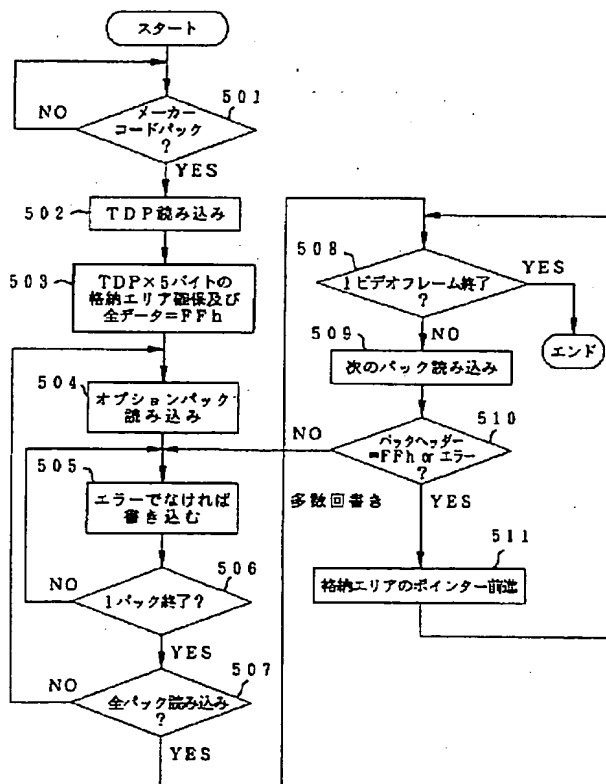 スタート
501
NO
メーカー
コードパック
?
YES
502
TDP読み込み
503
TDP×5バイトの
格納エリア確保及び
全データ=FFh
504
オプションパック
読み込み
505
エラーでなければ
書き込む
506
NO
1パック終了?
YES
507
NO
全パック読み込み
?
YES
508
1ビデオフレーム終了
?
YES
エンド
NO
509
次のパック読み込み
510
NO
パックヘッダー
=FFh or エラー
?
多数回書き
YES
511
格納エリアのポインター前進